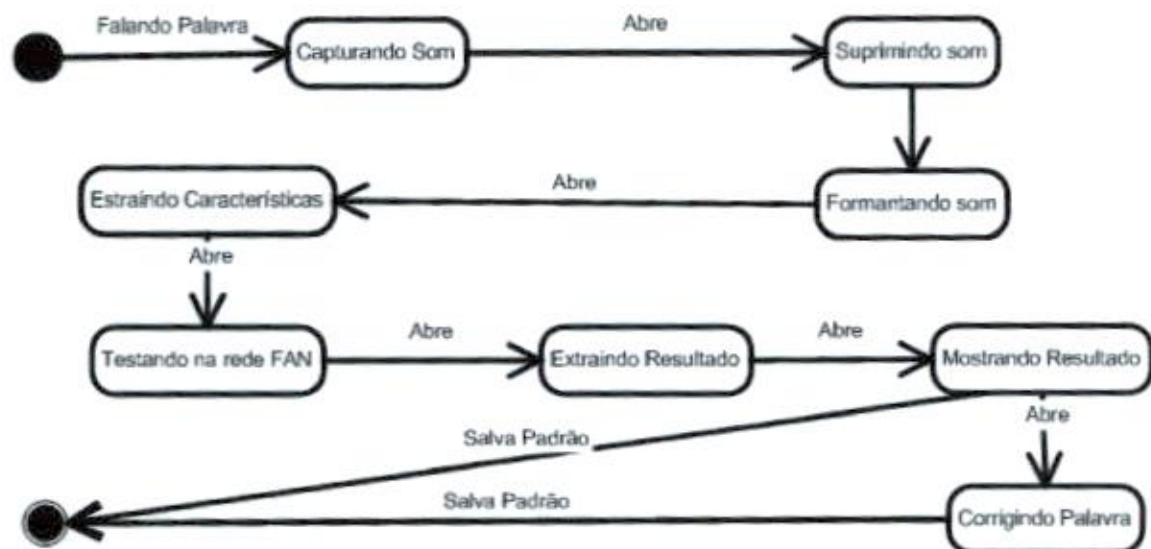 Falando Palavra
Abre
Capturando Som
Suprimindo som
Abre
Estraindo Características
Formantando som
Abre
Abre
Abre
Testando na rede FAN
Extraindo Resultado
Mostrando Resultado
Abre
Salva Padrão
Salva Padrão
Corrigindo Palavra